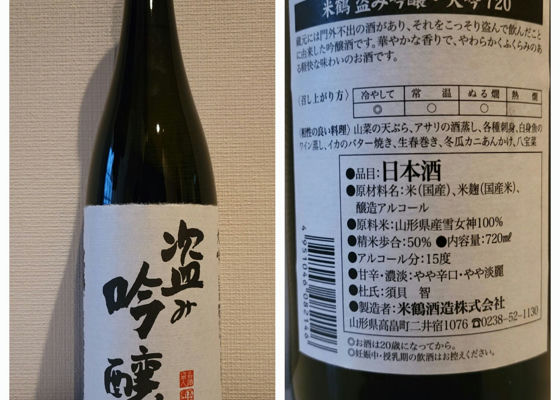 盗み
吟醸
米鶴 盗み吟醸・大吟 720
蔵元には門外不出の酒があり、それをこっそり盗んで飲んだこと
に由来した吟醸酒です。華やかな香りで、やわらかくふくらみのあ
る軽快な味わいのお酒です。
〈召し上がり方〉 冷やして 常温 ぬる燗 熱燗
◎ ○ ○
〈相性の良い料理〉山菜の天ぷら、アサリの酒蒸し、各種刺身、白身魚の
ワイン蒸し、イカのバター焼き、生春巻き、冬瓜カニあんかけ、八宝菜
●品目:日本酒
●原材料名:米(国産)、米麹(国産米)、
醸造アルコール
●原料米:山形県産雪女神100%
●精米歩合:50% ●内容量:720㎖
●アルコール分:15度
●甘辛・濃淡:やや辛口・やや淡麗
●杜氏:須貝 智
●製造者:米鶴酒造株式会社
山形県高畠町二井宿1076 ☎0238-52-1130
◎お酒は20歳になってから。
◎妊娠中・授乳期の飲酒はお控えください。
4951046082146